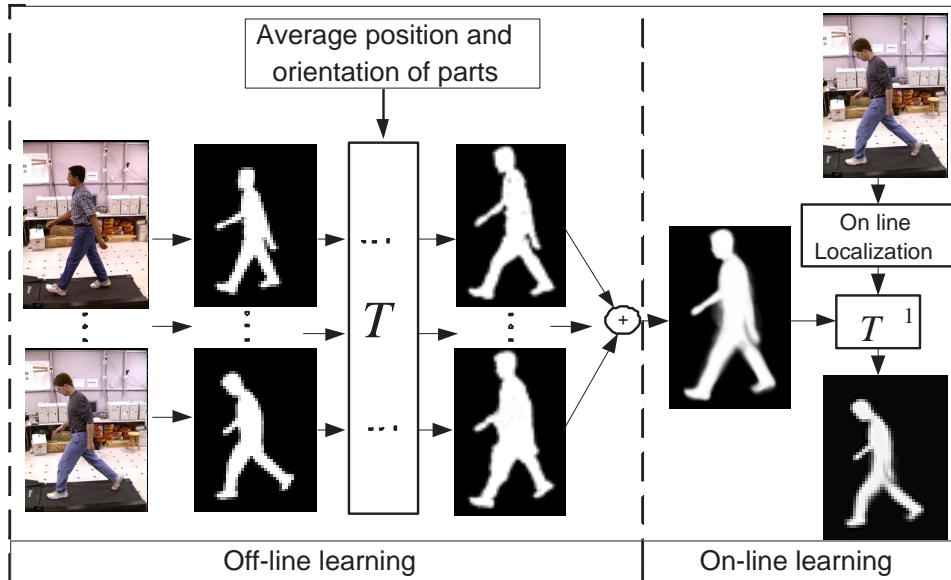 Average position and
orientation of parts
T
+
On line
Localization
T 1
Off-line learning
On-line learning